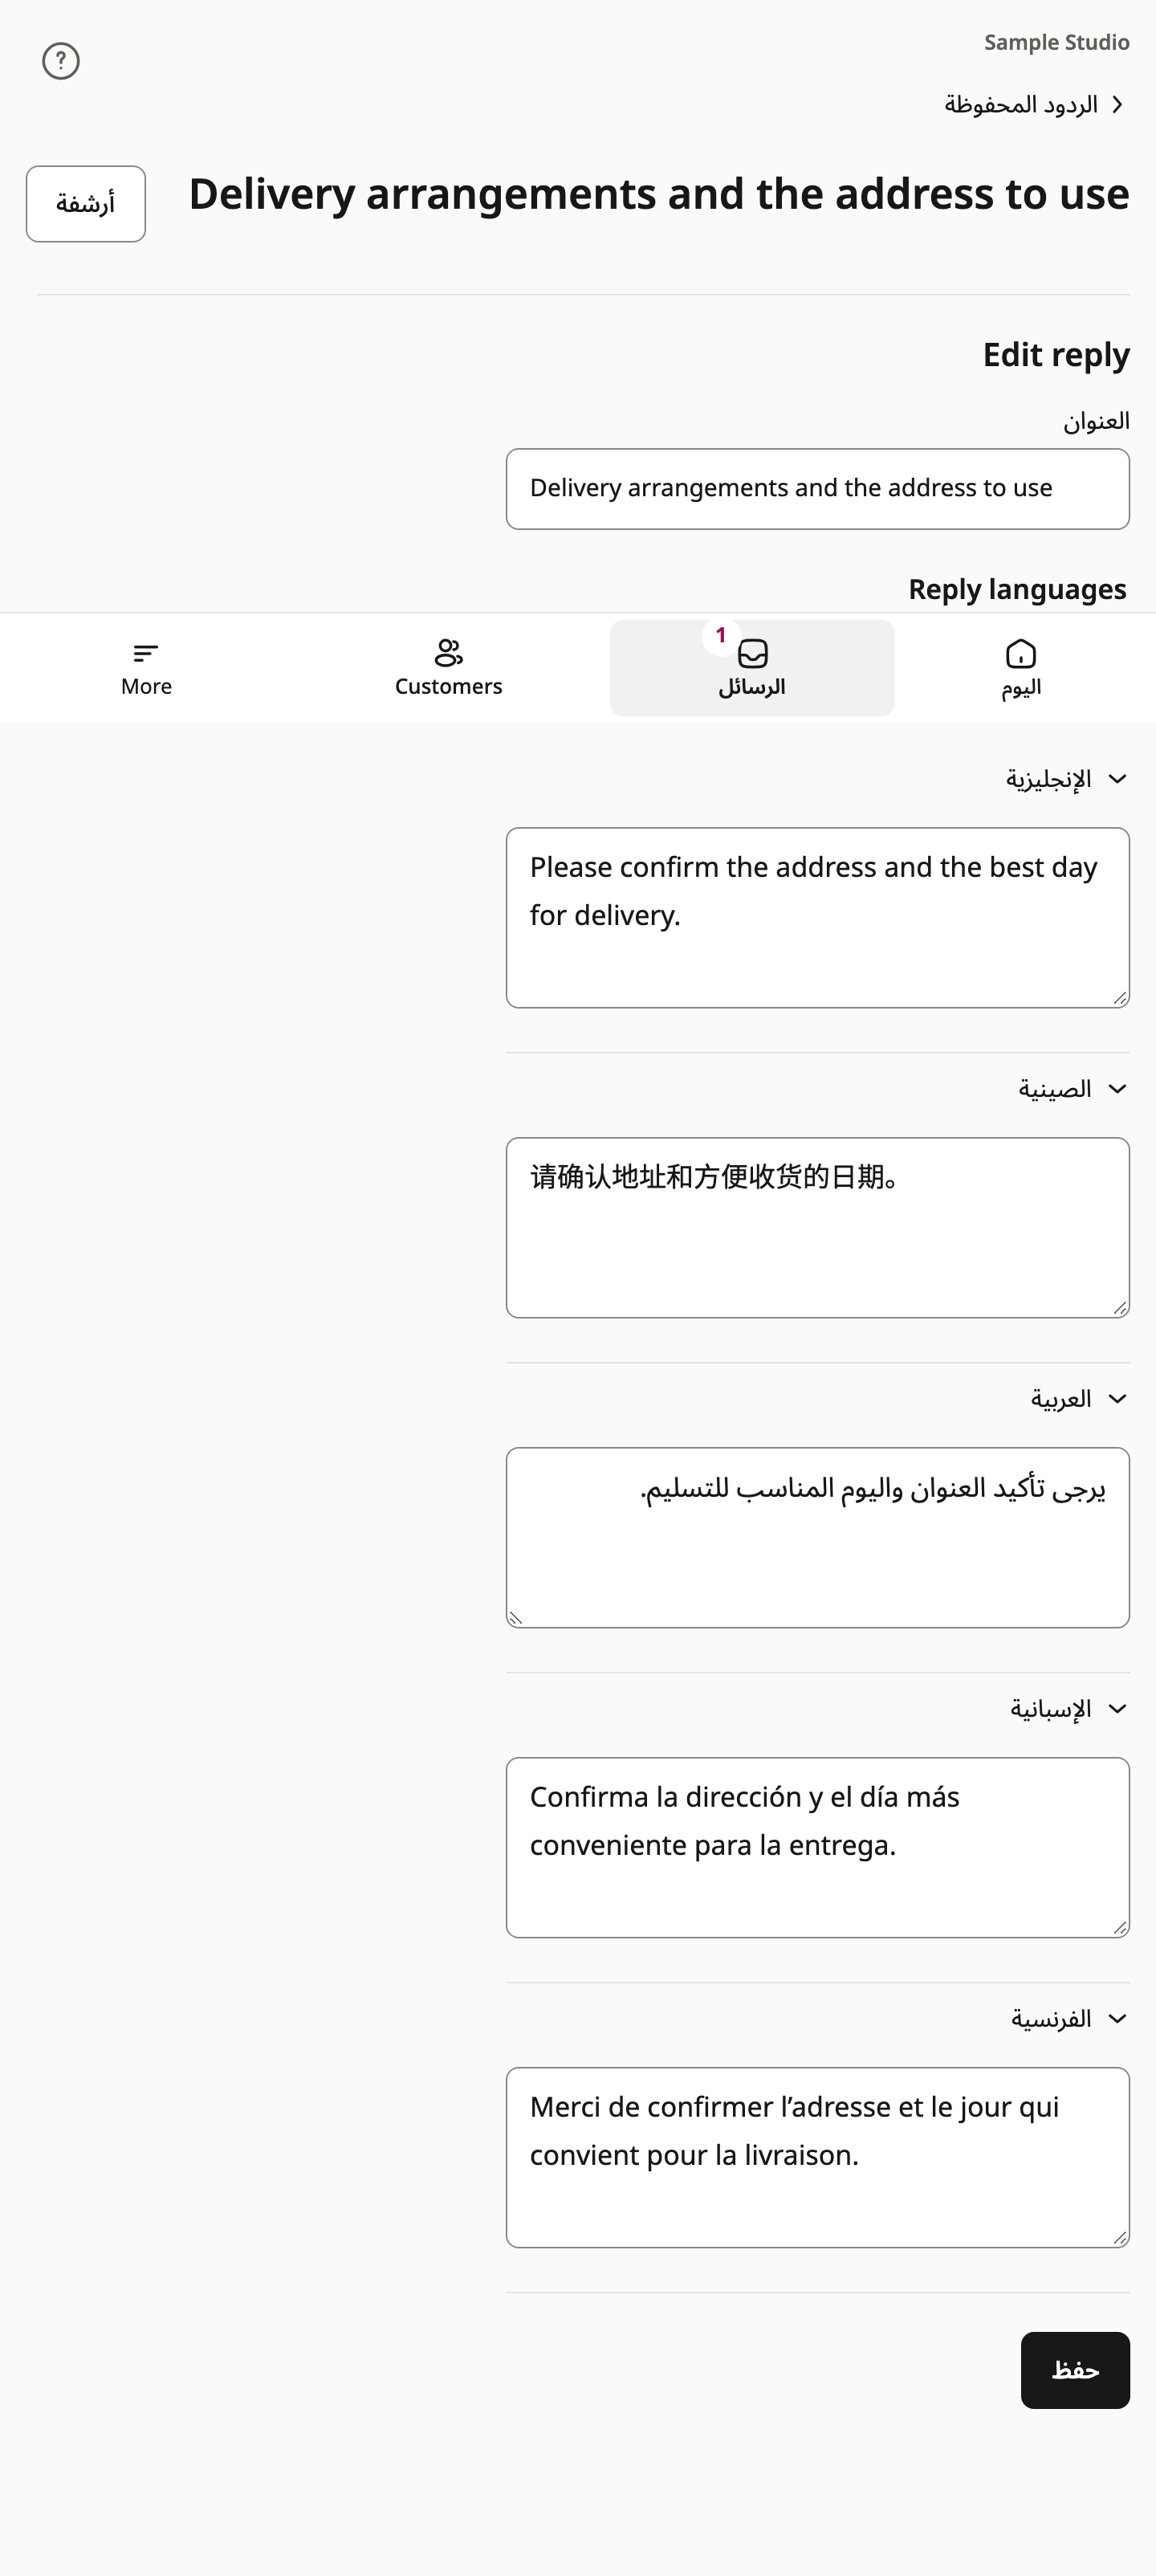 Sample Studio
الردود المحفوظة
Delivery arrangements and the address to use
أرشفة
Edit reply
العنوان
Delivery arrangements and the address to use
Reply languages
اليوم
1
الرسائل
Customers
More
الإنجليزية
Please confirm the address and the best day
for delivery.
الصينية
请确认地址和方便收货的日期。
العربية
يرجى تأكيد العنوان واليوم المناسب للتسليم.
الإسبانية
Confirma la dirección y el día más
conveniente para la entrega.
الفرنسية
Merci de confirmer l’adresse et le jour qui
convient pour la livraison.
حفظ